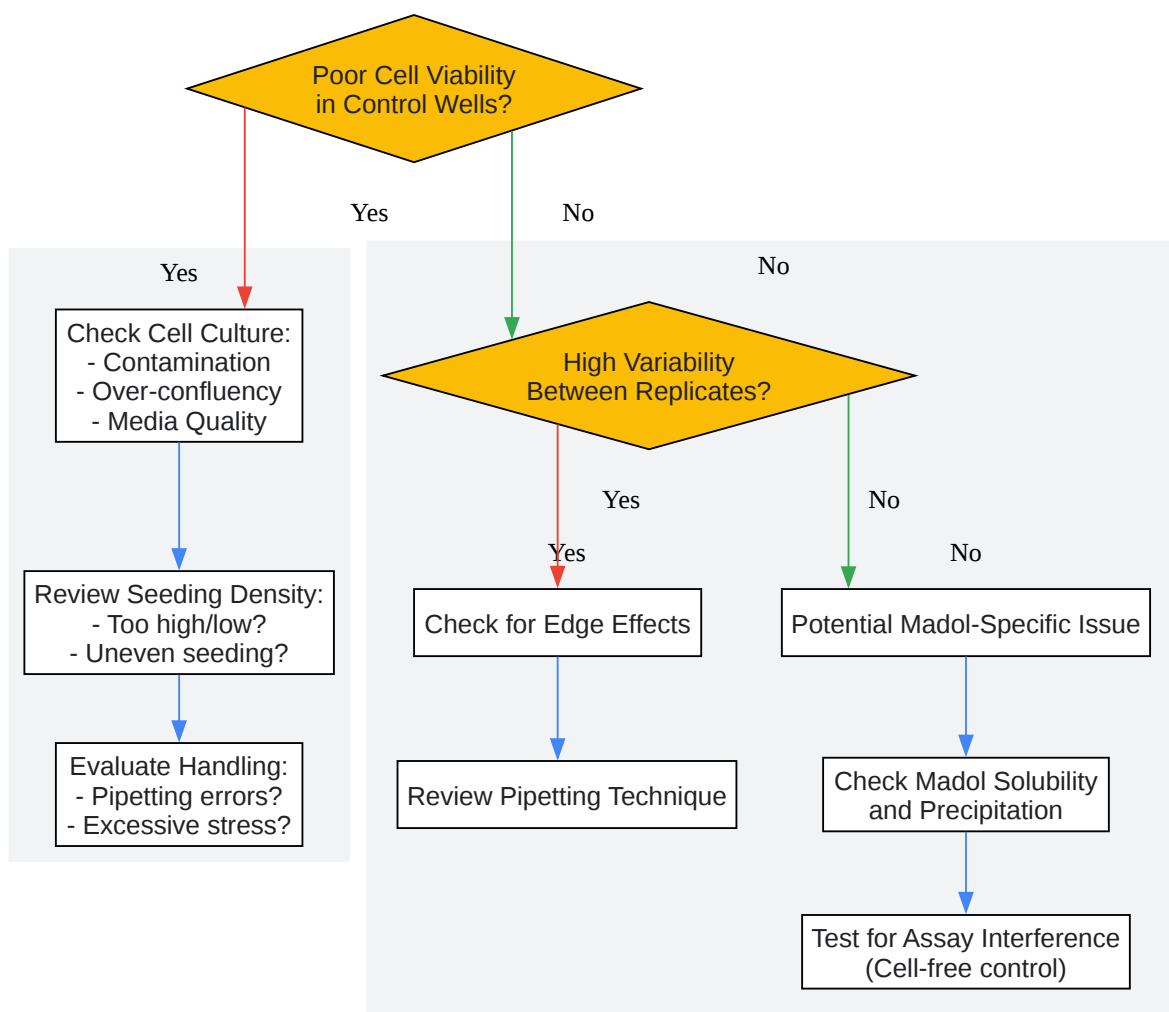 Poor Cell Viability
in Control Wells?
Yes
No
Yes
No
Check Cell Culture:
- Contamination
- Over-confluency
- Media Quality
High Variability
Between Replicates?
Yes
No
Yes
No
Review Seeding Density:
- Too high/low?
- Uneven seeding?
Check for Edge Effects
Potential Madol-Specific Issue
Evaluate Handling:
- Pipetting errors?
- Excessive stress?
Review Pipetting Technique
Check Madol Solubility
and Precipitation
Test for Assay Interference
(Cell-free control)